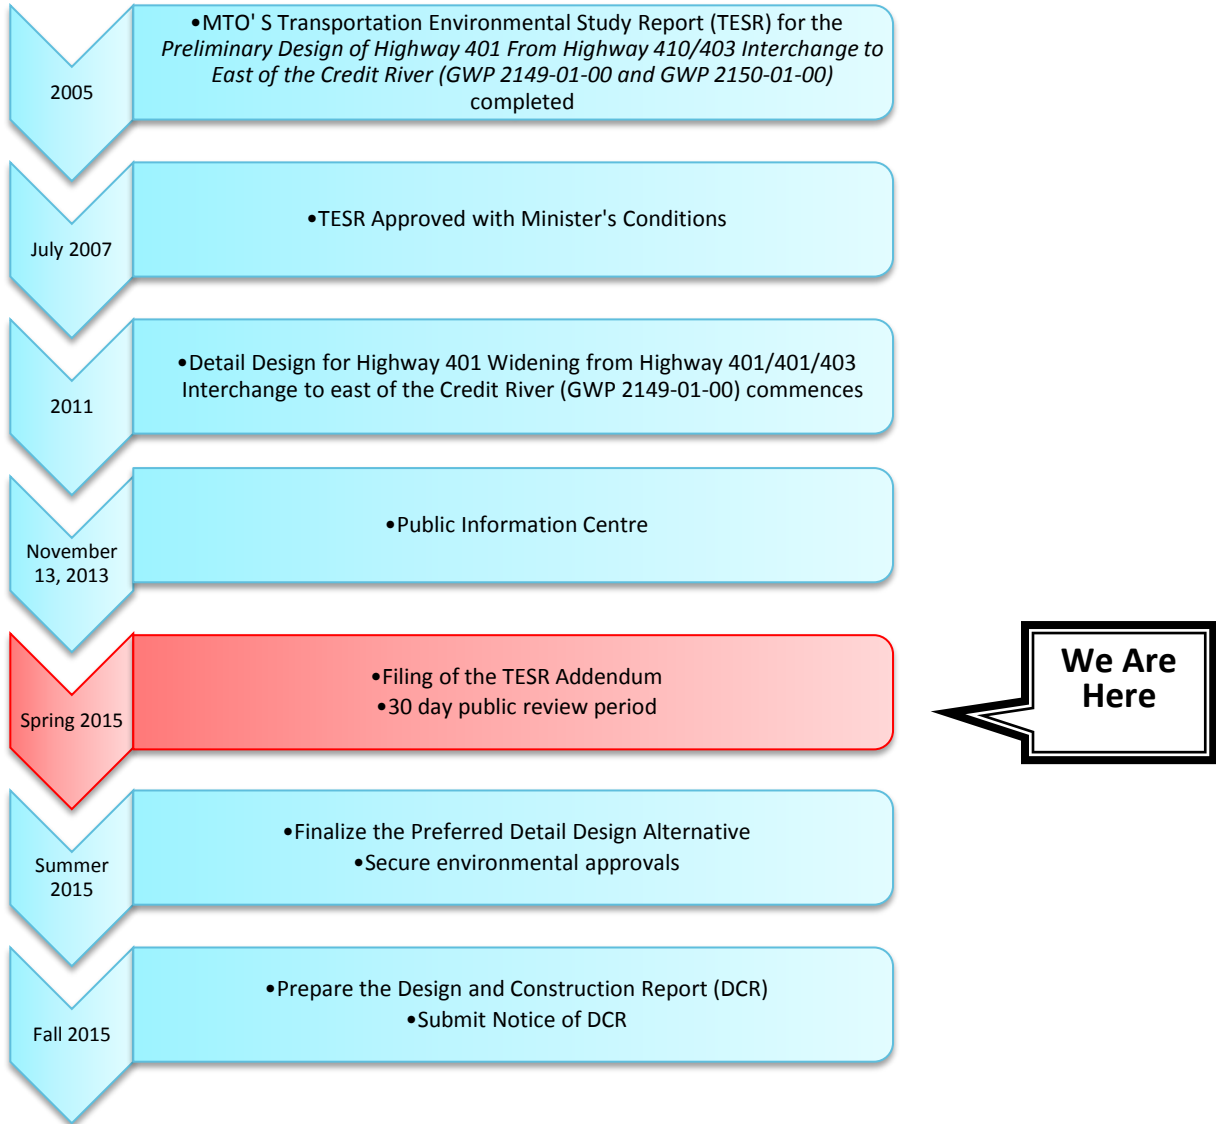 2005
•MTO' S Transportation Environmental Study Report (TESR) for the
Preliminary Design of Highway 401 From Highway 410/403 Interchange to
East of the Credit River (GWP 2149-01-00 and GWP 2150-01-00)
completed
July 2007
•TESR Approved with Minister's Conditions
2011
•Detail Design for Highway 401 Widening from Highway 401/401/403
Interchange to east of the Credit River (GWP 2149-01-00) commences
November
13, 2013
•Public Information Centre
Spring 2015
•Filing of the TESR Addendum
•30 day public review period
We Are
Here
Summer
2015
•Finalize the Preferred Detail Design Alternative
•Secure environmental approvals
Fall 2015
•Prepare the Design and Construction Report (DCR)
•Submit Notice of DCR